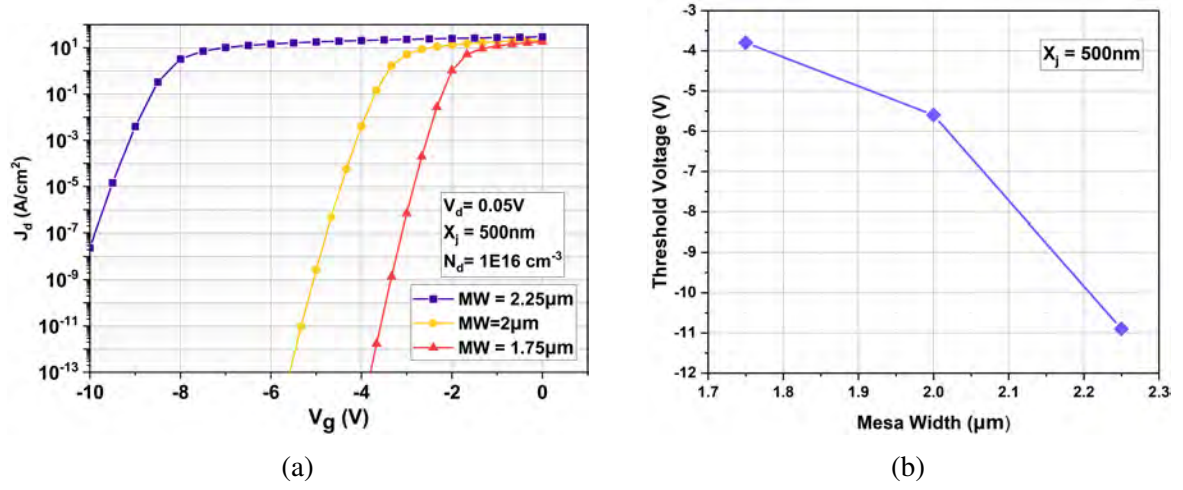 10¹
10⁻¹
10⁻³
10⁻⁵
10⁻⁷
10⁻⁹
10⁻¹¹
10⁻¹³
J_d (A/cm²)
V_d= 0.05V
X_j = 500nm
N_d= 1E16 cm⁻³
MW = 2.25µm
MW=2µm
MW = 1.75µm
-10 -8 -6 -4 -2 0
V_g (V)
(a)
-3
-4
-5
-6
-7
-8
-9
-10
-11
-12
Threshold Voltage (V)
X_j = 500nm
1.7 1.8 1.9 2.0 2.1 2.2 2.3
Mesa Width (µm)
(b)